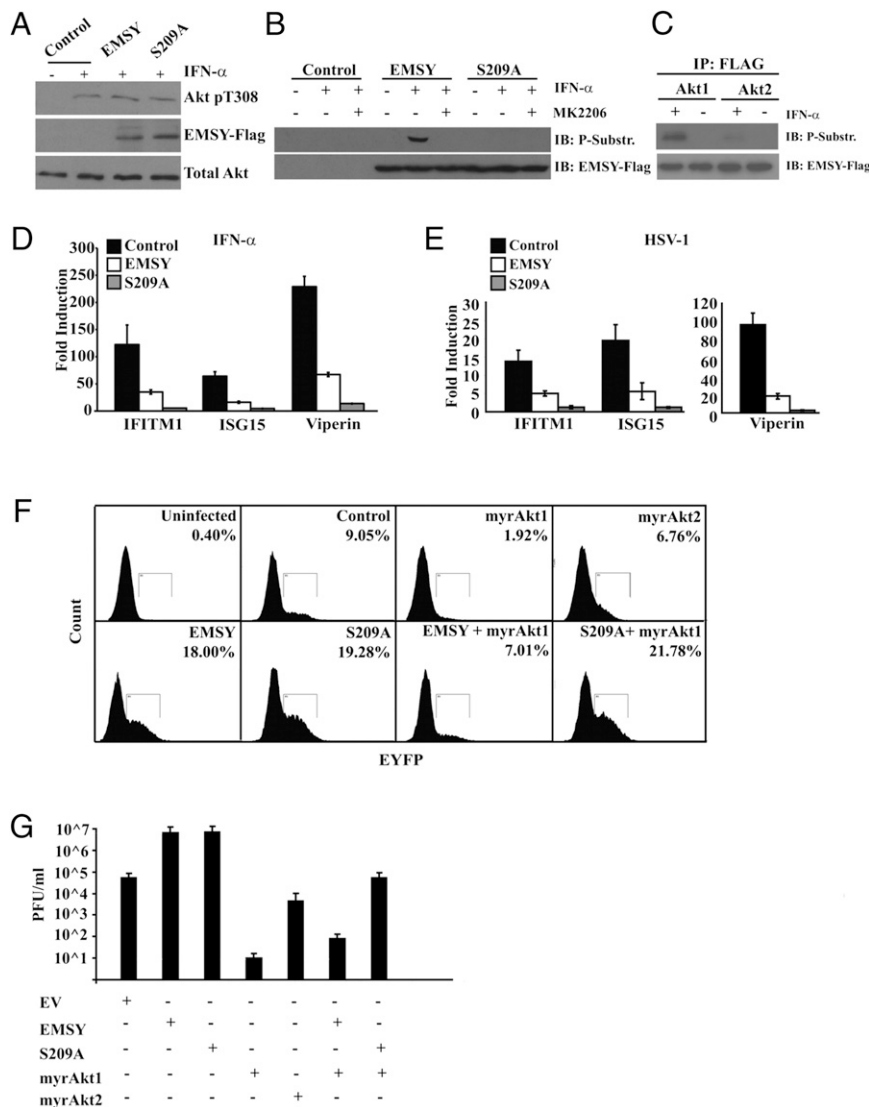 A
Control EMSY S209A
- + + + IFN-α
Akt pT308
EMSY-Flag
Total Akt
B
Control EMSY S209A
- + + - + + - + + IFN-α
- - + - - + - - + MK2206
IB: P-Substr.
IB: EMSY-Flag
C
IP: FLAG
Akt1 Akt2
+ - + - IFN-α
IB: P-Substr.
IB: EMSY-Flag
D
IFN-α
Control
EMSY
S209A
Fold Induction
300
250
200
150
100
50
0
IFITM1 ISG15 Viperin
E
HSV-1
Control
EMSY
S209A
Fold Induction
30
25
20
15
10
5
0
IFITM1 ISG15
120
100
80
60
40
20
0
Viperin
F
Uninfected
0.40%
Control
9.05%
myrAkt1
1.92%
myrAkt2
6.76%
EMSY
18.00%
S209A
19.28%
EMSY + myrAkt1
7.01%
S209A+ myrAkt1
21.78%
Count
EYFP
G
PFU/ml
10^7
10^6
10^5
10^4
10^3
10^2
10^1
EV + - - - - - -
EMSY - + - - - + -
S209A - - + - - - +
myrAkt1 - - - + - + +
myrAkt2 - - - - + - -